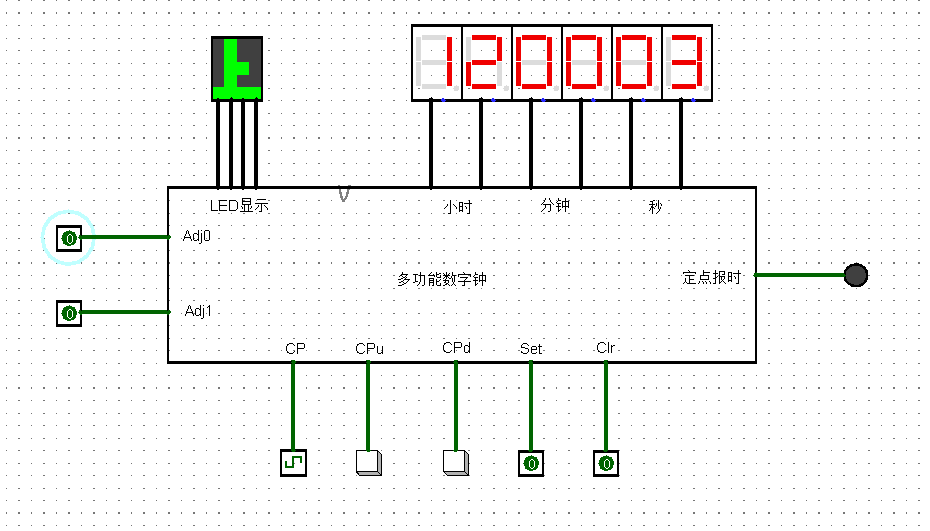 120003
LED显示
小时
分钟
秒
0
Adj0
多功能数字钟
定点报时
0
Adj1
CP
CPu
CPd
Set
Clr
0
0